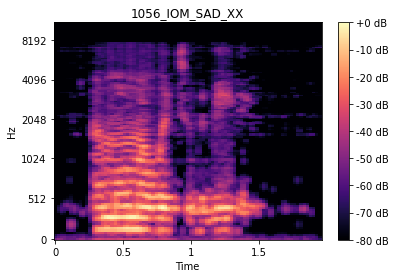 1056_IOM_SAD_XX
8192
4096
2048
1024
512
0
Hz
0
0.5
1
1.5
Time
+0 dB
-10 dB
-20 dB
-30 dB
-40 dB
-50 dB
-60 dB
-70 dB
-80 dB